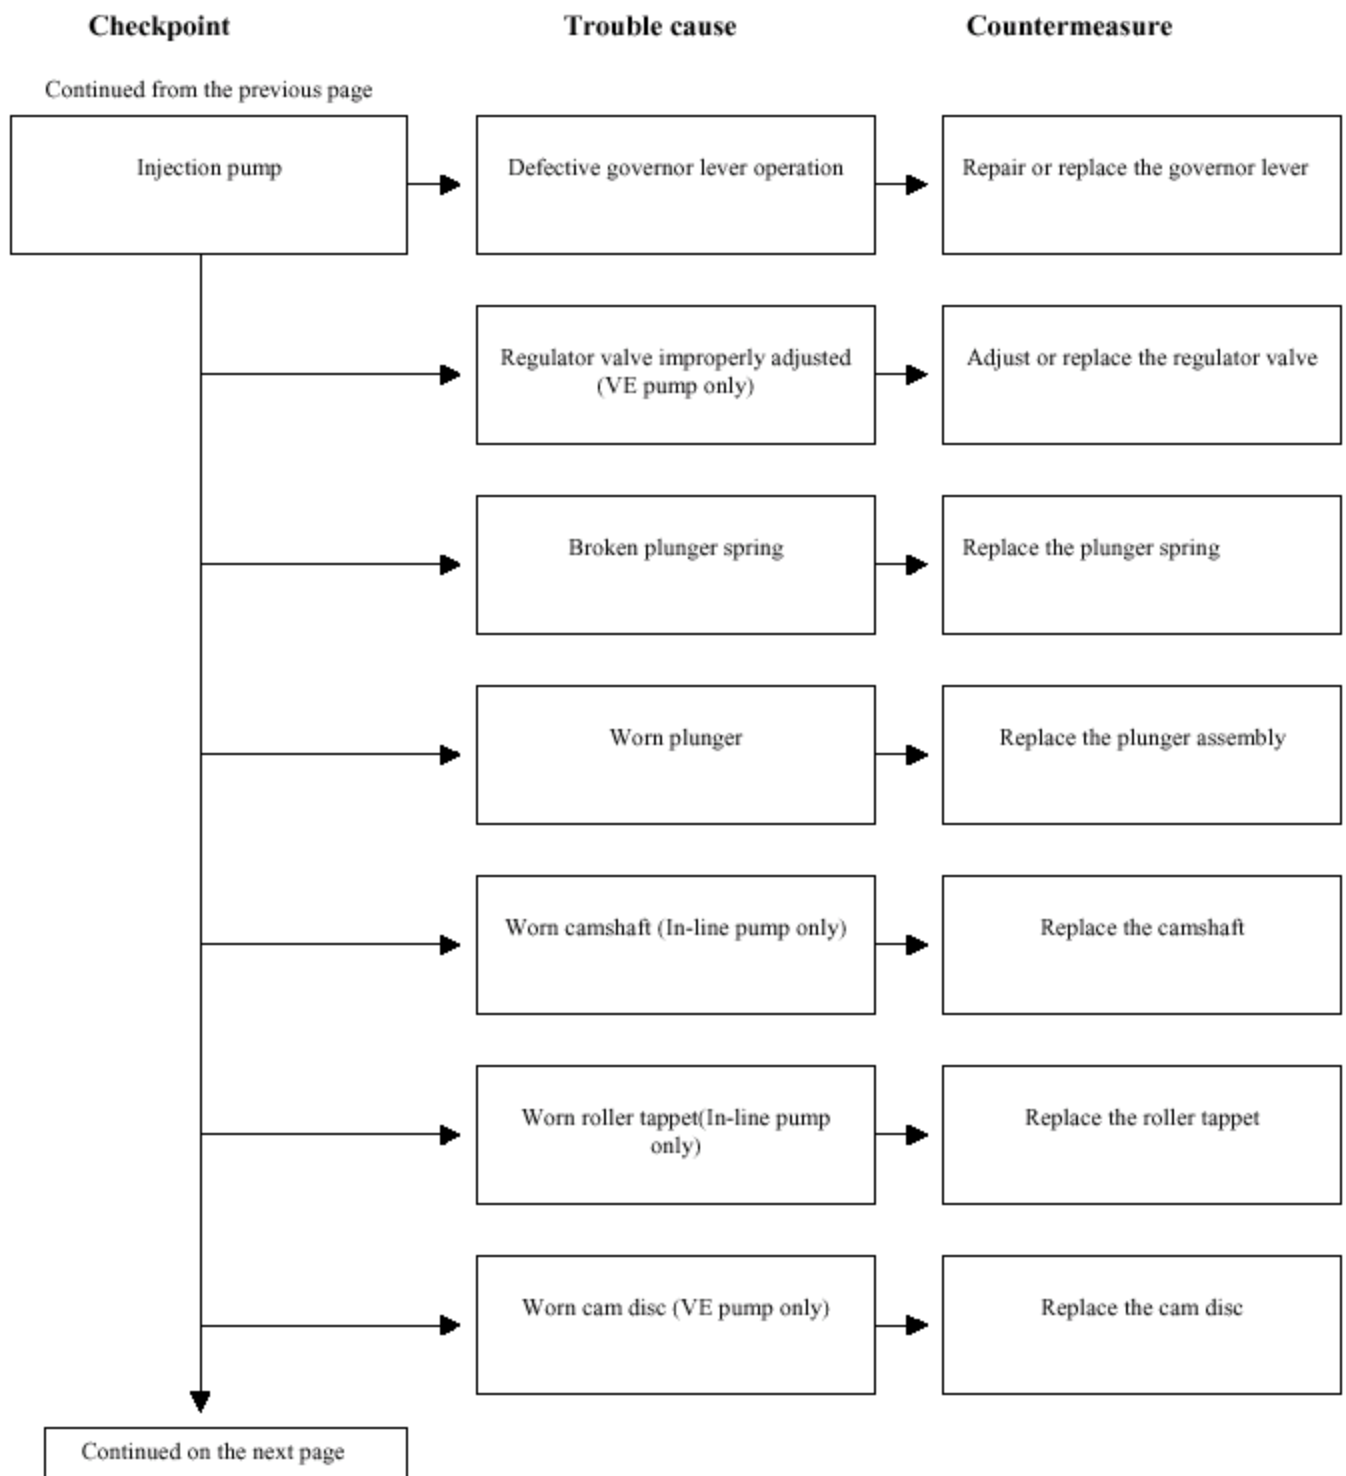 Checkpoint
Trouble cause
Countermeasure
Continued from the previous page
Injection pump
Defective governor lever operation
Repair or replace the governor lever
Regulator valve improperly adjusted
(VE pump only)
Adjust or replace the regulator valve
Broken plunger spring
Replace the plunger spring
Worn plunger
Replace the plunger assembly
Worn camshaft (In-line pump only)
Replace the camshaft
Worn roller tappet(In-line pump
only)
Replace the roller tappet
Worn cam disc (VE pump only)
Replace the cam disc
Continued on the next page